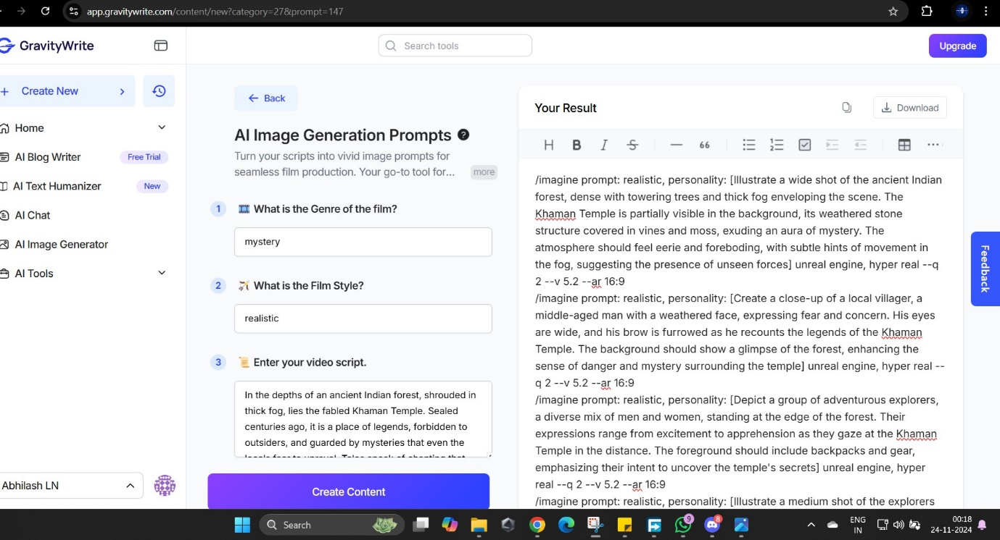 app.gravitywrite.com/content/new?category=27&prompt=147
GravityWrite
Search tools
Upgrade
Create New
Home
AI Blog Writer
Free Trial
AI Text Humanizer
New
AI Chat
AI Image Generator
AI Tools
Abhilash LN
Back
AI Image Generation Prompts
Turn your scripts into vivid image prompts for
seamless film production. Your go-to tool for...
more
1
What is the Genre of the film?
mystery
2
What is the Film Style?
realistic
3
Enter your video script.
In the depths of an ancient Indian forest, shrouded in
thick fog, lies the fabled Khaman Temple. Sealed
centuries ago, it is a place of legends, forbidden to
outsiders, and guarded by mysteries that even the
Create Content
Your Result
Download
H B I S — 66
/imagine prompt: realistic, personality: [Illustrate a wide shot of the ancient Indian
forest, dense with towering trees and thick fog enveloping the scene. The
Khaman Temple is partially visible in the background, its weathered stone
structure covered in vines and moss, exuding an aura of mystery. The
atmosphere should feel eerie and foreboding, with subtle hints of movement in
the fog, suggesting the presence of unseen forces] unreal engine, hyper real --q
2 --v 5.2 --ar 16:9
/imagine prompt: realistic, personality: [Create a close-up of a local villager, a
middle-aged man with a weathered face, expressing fear and concern. His eyes
are wide, and his brow is furrowed as he recounts the legends of the Khaman
Temple. The background should show a glimpse of the forest, enhancing the
sense of danger and mystery surrounding the temple] unreal engine, hyper real --
q 2 --v 5.2 --ar 16:9
/imagine prompt: realistic, personality: [Depict a group of adventurous explorers,
a diverse mix of men and women, standing at the edge of the forest. Their
expressions range from excitement to apprehension as they gaze at the Khaman
Temple in the distance. The foreground should include backpacks and gear,
emphasizing their intent to uncover the temple's secrets] unreal engine, hyper
real --q 2 --v 5.2 --ar 16:9
/imagine prompt: realistic, personality: [Illustrate a medium shot of the explorers
Feedback
Search
9
8
ENG
IN
00:18
24-11-2024